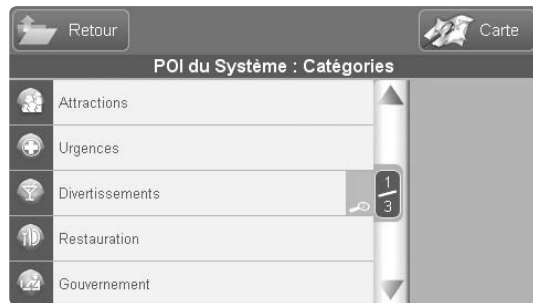 Retour
Carte
POI du Système : Catégories
Attractions
Urgences
Divertissements
1
3
Restauration
Gouvernement